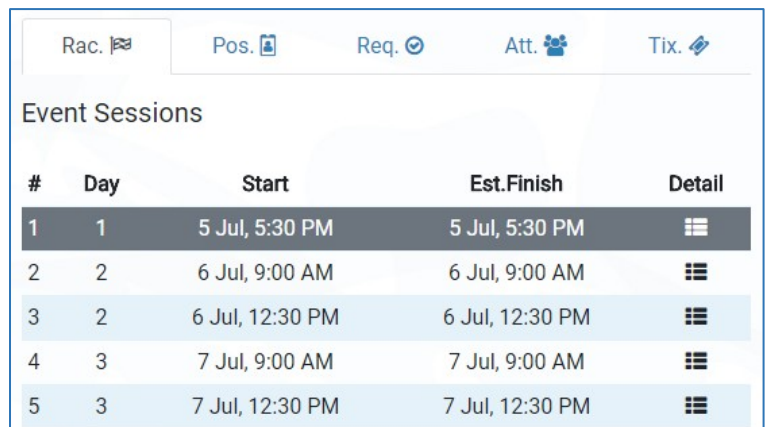 Rac. Pos. Req. Att. Tix.
Event Sessions
# Day Start Est.Finish Detail
1 1 5 Jul, 5:30 PM 5 Jul, 5:30 PM
2 2 6 Jul, 9:00 AM 6 Jul, 9:00 AM
3 2 6 Jul, 12:30 PM 6 Jul, 12:30 PM
4 3 7 Jul, 9:00 AM 7 Jul, 9:00 AM
5 3 7 Jul, 12:30 PM 7 Jul, 12:30 PM